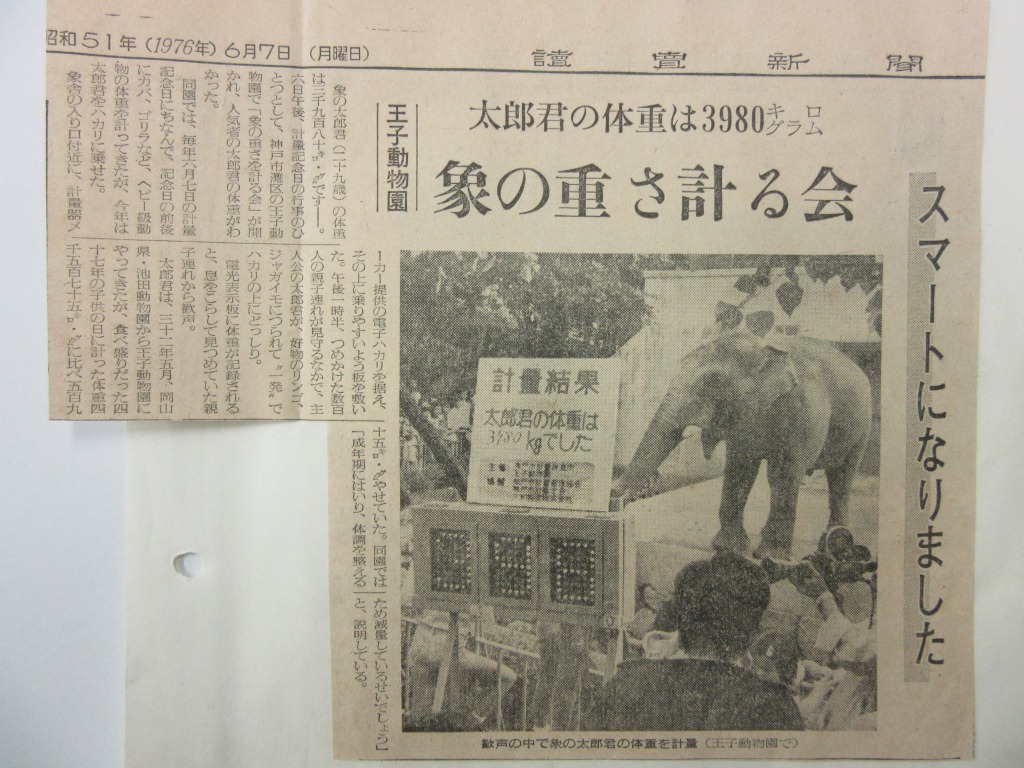 昭和51年(1976年)6月7日 (月曜日)
讀賣新聞
スマートになりました
太郎君の体重は3980キログラム
象の重さ計る会
王子動物園
象の太郎君(二十九歳)の体重
は三千九百八十㌔・㌘です――。
六日午後、計量記念日の行事のひ
とつとして、神戸市灘区の王子動
物園で「象の重さを計る会」が開
かれ、人気者の太郎君の体重がわ
かった。
同園では、毎年六月七日の計量
記念日にちなんで、記念日の前後
にカバ、ゴリラなど、ヘビー級動
物の体重を計ってきたが、今年は
太郎君をハカリに乗せた。
象舎の入り口付近に、計量器メ
ーカー提供の電子ハカリを据え、
その上に乗りやすいよう板を敷い
た。午後一時半、つめかけた数百
人の親子連れが見守るなかで、主
人公の太郎君が、好物のリンゴ、
ジャガイモにつられて〝一発〟で
ハカリの上にどっしり。
電光表示板に体重が記録される
と、息をこらして見つめていた親
子連れから歓声。
太郎君は、三十一年五月、岡山
県・池田動物園から王子動物園に
やってきたが、食べ盛りだった四
十七年の子供の日に計った体重四
千五百七十五㌔・㌘に比べ五百九
十五㌔・㌘やせていた。同園では
「成年期にはいり、体調を整える
ため減量しているせいでしょう」
と、説明している。
計量結果
太郎君の体重は
3980kgでした
主催
協賛
歓声の中で象の太郎君の体重を計量(王子動物園で)